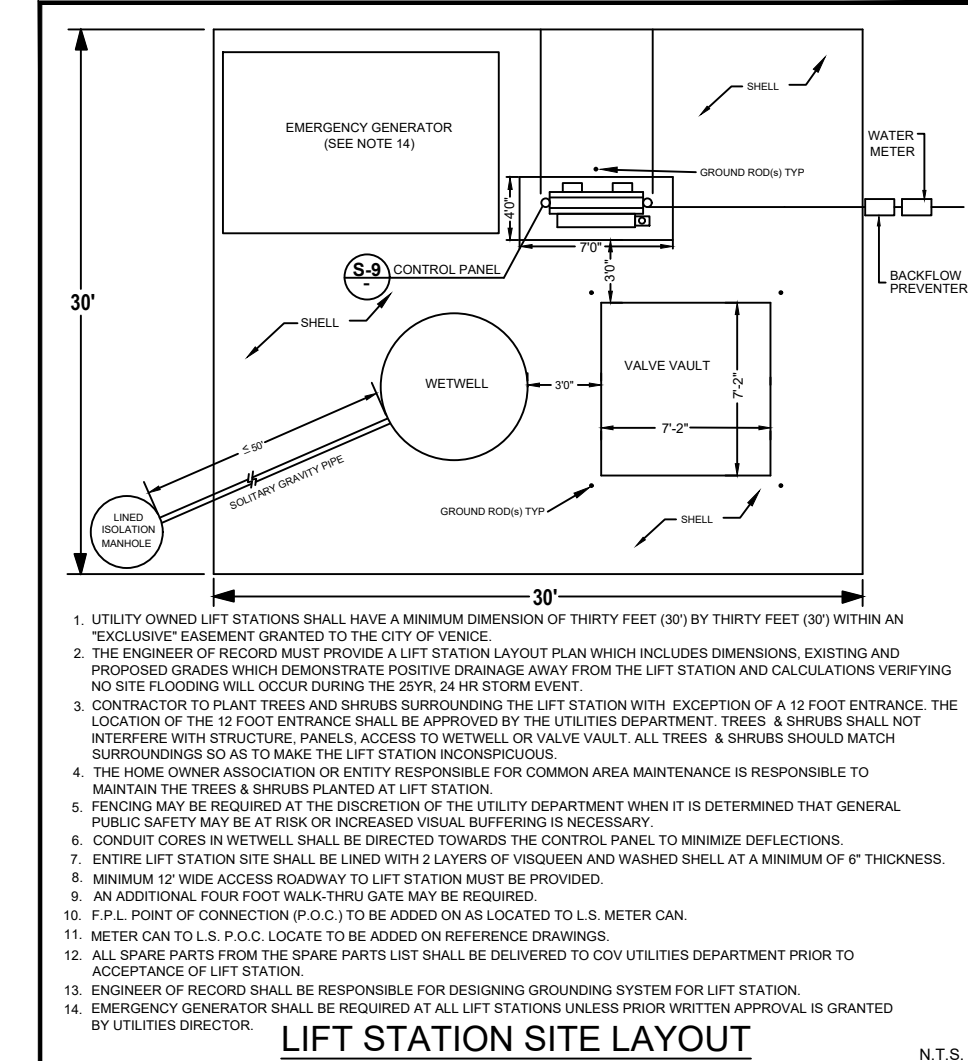 EMERGENCY GENERATOR
(SEE NOTE 14)
SHELL
WATER
METER
GROUND ROD(s) TYP
4'0"
7'0"
BACKFLOW
PREVENTER
S-9
-
CONTROL PANEL
3'0"
30'
SHELL
WETWELL
3'0"
VALVE VAULT
7'-2"
7'-2"
≤ 50'
SOLITARY GRAVITY PIPE
LINED
ISOLATION
MANHOLE
GROUND ROD(s) TYP
SHELL
30'
1. UTILITY OWNED LIFT STATIONS SHALL HAVE A MINIMUM DIMENSION OF THIRTY FEET (30') BY THIRTY FEET (30') WITHIN AN
"EXCLUSIVE" EASEMENT GRANTED TO THE CITY OF VENICE.
2. THE ENGINEER OF RECORD MUST PROVIDE A LIFT STATION LAYOUT PLAN WHICH INCLUDES DIMENSIONS, EXISTING AND
PROPOSED GRADES WHICH DEMONSTRATE POSITIVE DRAINAGE AWAY FROM THE LIFT STATION AND CALCULATIONS VERIFYING
NO SITE FLOODING WILL OCCUR DURING THE 25YR, 24 HR STORM EVENT.
3. CONTRACTOR TO PLANT TREES AND SHRUBS SURROUNDING THE LIFT STATION WITH EXCEPTION OF A 12 FOOT ENTRANCE. THE
LOCATION OF THE 12 FOOT ENTRANCE SHALL BE APPROVED BY THE UTILITIES DEPARTMENT. TREES & SHRUBS SHALL NOT
INTERFERE WITH STRUCTURE, PANELS, ACCESS TO WETWELL OR VALVE VAULT. ALL TREES & SHRUBS SHOULD MATCH
SURROUNDINGS SO AS TO MAKE THE LIFT STATION INCONSPICUOUS.
4. THE HOME OWNER ASSOCIATION OR ENTITY RESPONSIBLE FOR COMMON AREA MAINTENANCE IS RESPONSIBLE TO
MAINTAIN THE TREES & SHRUBS PLANTED AT LIFT STATION.
5. FENCING MAY BE REQUIRED AT THE DISCRETION OF THE UTILITY DEPARTMENT WHEN IT IS DETERMINED THAT GENERAL
PUBLIC SAFETY MAY BE AT RISK OR INCREASED VISUAL BUFFERING IS NECESSARY.
6. CONDUIT CORES IN WETWELL SHALL BE DIRECTED TOWARDS THE CONTROL PANEL TO MINIMIZE DEFLECTIONS.
7. ENTIRE LIFT STATION SITE SHALL BE LINED WITH 2 LAYERS OF VISQUEEN AND WASHED SHELL AT A MINIMUM OF 6" THICKNESS.
8. MINIMUM 12' WIDE ACCESS ROADWAY TO LIFT STATION MUST BE PROVIDED.
9. AN ADDITIONAL FOUR FOOT WALK-THRU GATE MAY BE REQUIRED.
10. F.P.L. POINT OF CONNECTION (P.O.C.) TO BE ADDED ON AS LOCATED TO L.S. METER CAN.
11. METER CAN TO L.S. P.O.C. LOCATE TO BE ADDED ON REFERENCE DRAWINGS.
12. ALL SPARE PARTS FROM THE SPARE PARTS LIST SHALL BE DELIVERED TO COV UTILITIES DEPARTMENT PRIOR TO
ACCEPTANCE OF LIFT STATION.
13. ENGINEER OF RECORD SHALL BE RESPONSIBLE FOR DESIGNING GROUNDING SYSTEM FOR LIFT STATION.
14. EMERGENCY GENERATOR SHALL BE REQUIRED AT ALL LIFT STATIONS UNLESS PRIOR WRITTEN APPROVAL IS GRANTED
BY UTILITIES DIRECTOR.
LIFT STATION SITE LAYOUT
N.T.S.